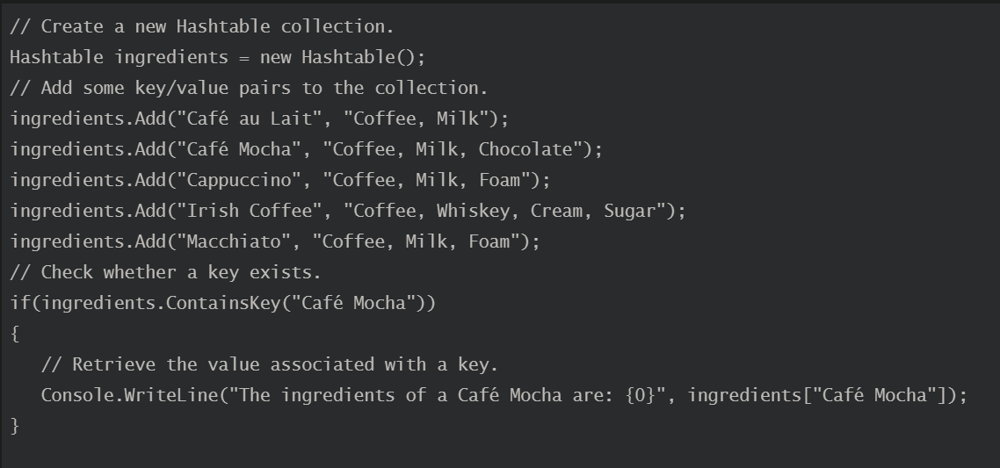 // Create a new Hashtable collection.
Hashtable ingredients = new Hashtable();
// Add some key/value pairs to the collection.
ingredients.Add("Café au Lait", "Coffee, Milk");
ingredients.Add("Café Mocha", "Coffee, Milk, Chocolate");
ingredients.Add("Cappuccino", "Coffee, Milk, Foam");
ingredients.Add("Irish Coffee", "Coffee, Whiskey, Cream, Sugar");
ingredients.Add("Macchiato", "Coffee, Milk, Foam");
// Check whether a key exists.
if(ingredients.ContainsKey("Café Mocha"))
{
   // Retrieve the value associated with a key.
   Console.WriteLine("The ingredients of a Café Mocha are: {0}", ingredients["Café Mocha"]);
}